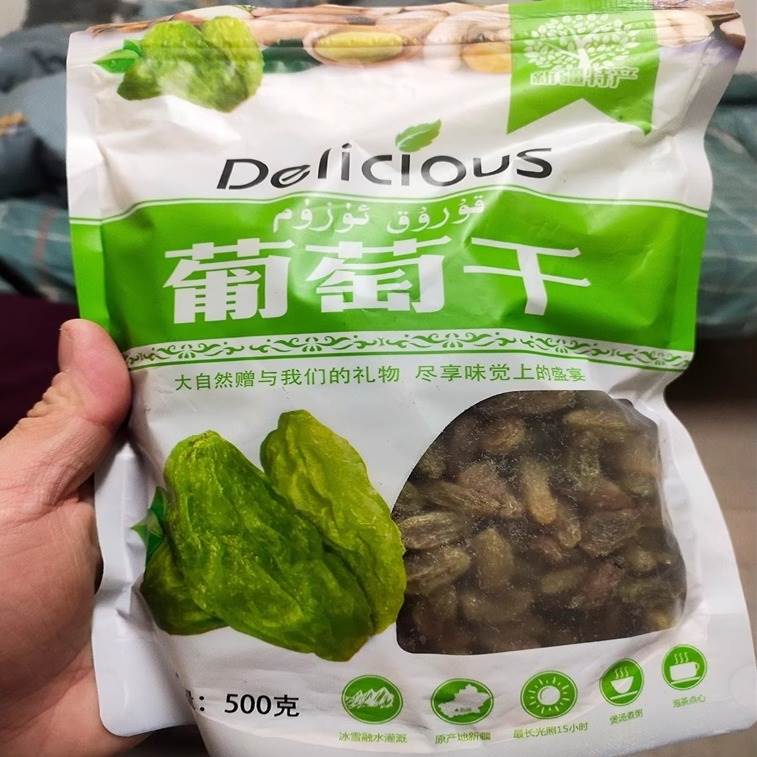 新疆特产
Delicious
قۇرۇق ئۈزۈم
葡萄干
大自然赠与我们的礼物 尽享味觉上的盛宴
：500克
冰雪融水灌溉
原产地新疆
最长光照15小时
煲汤煮粥
泡茶点心